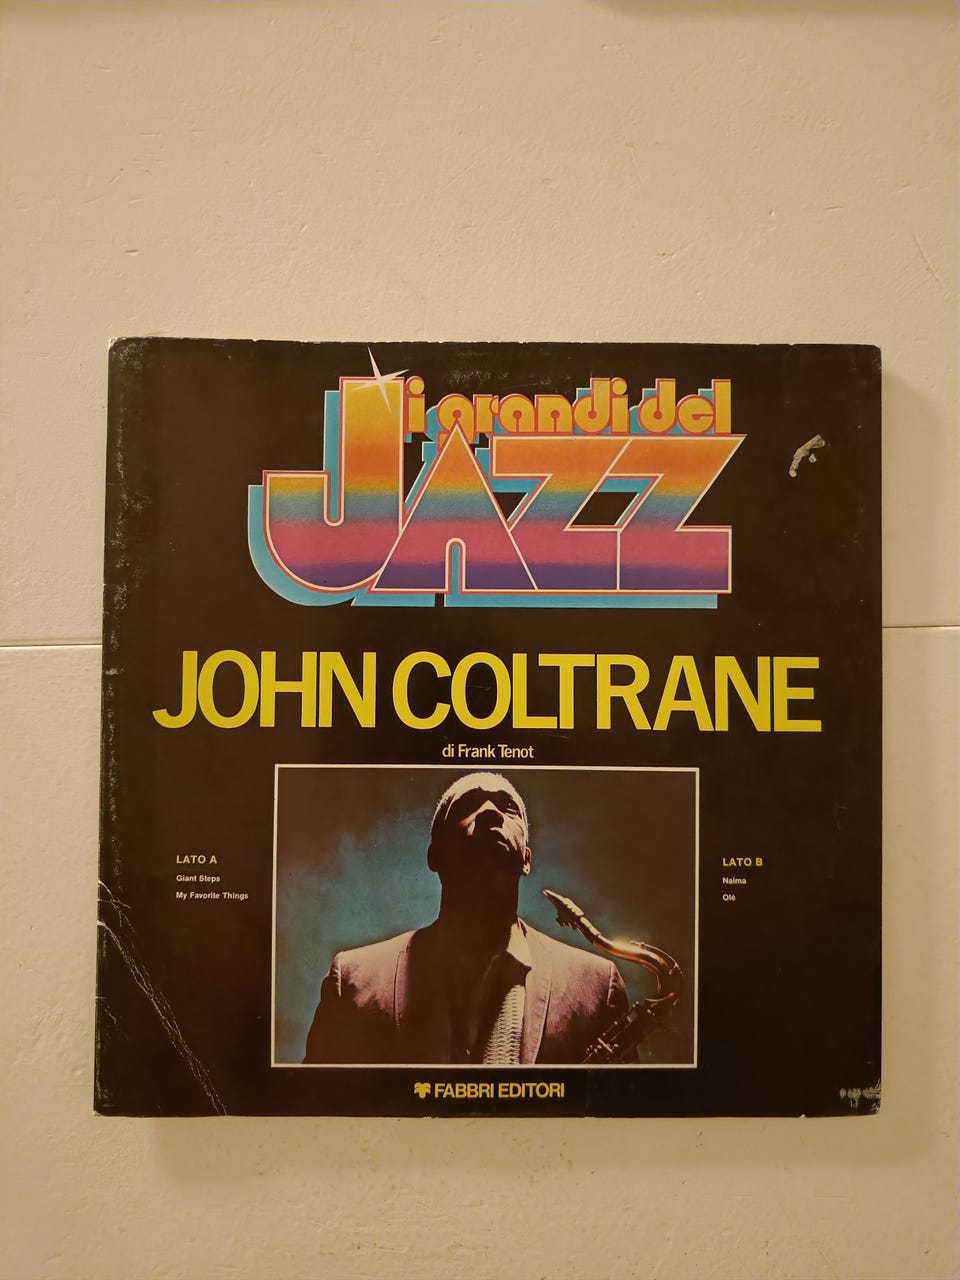 i grandi del
JAZZ
JOHN COLTRANE
di Frank Tenot
LATO A
Giant Steps
My Favorite Things
LATO B
Naima
Olé
FABBRI EDITORI